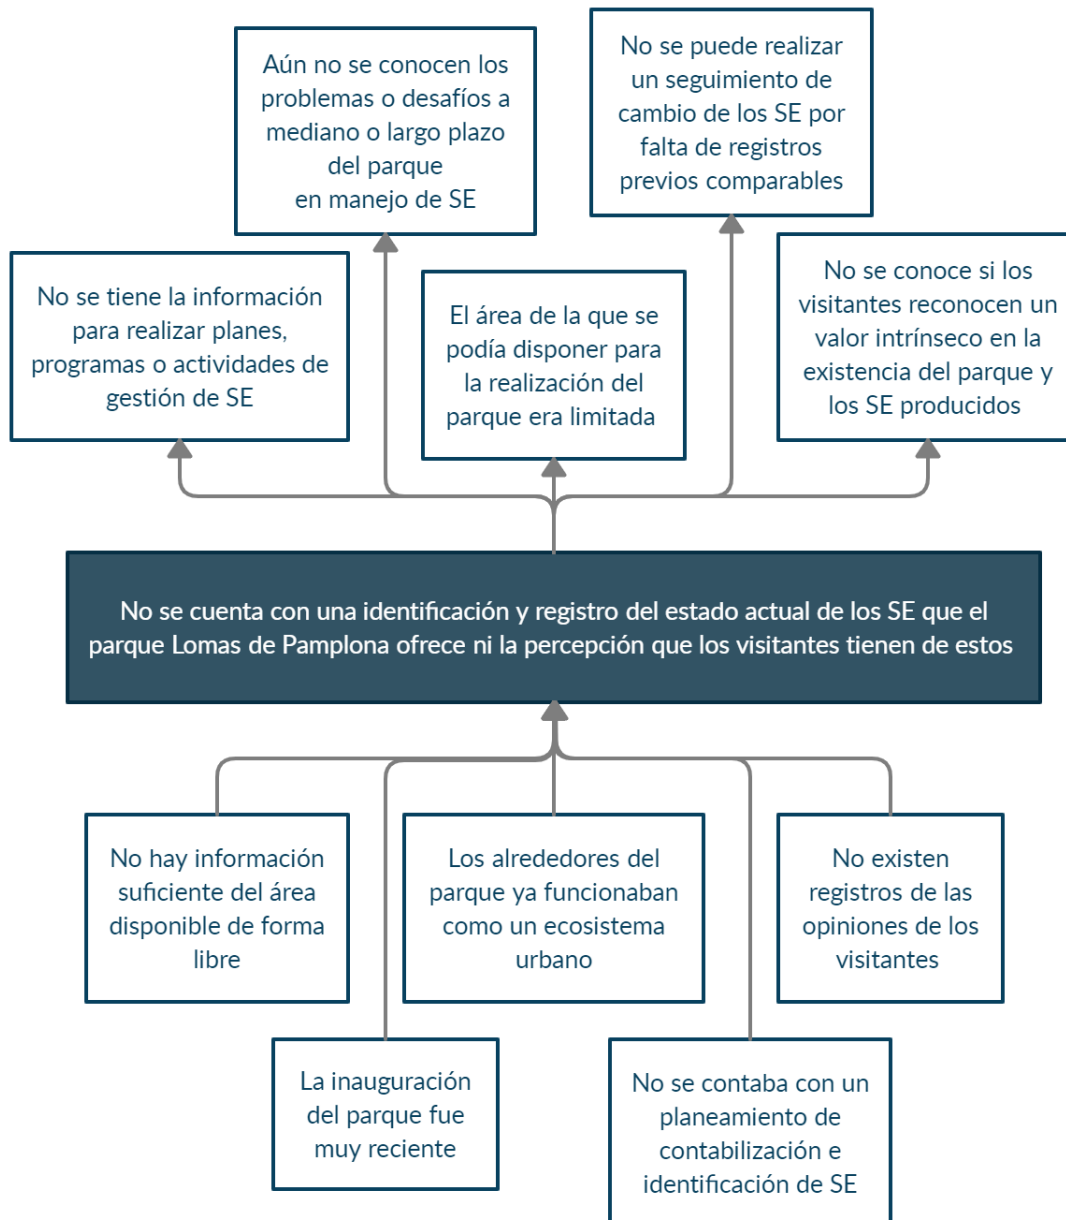 Aún no se conocen los
problemas o desafíos a
mediano o largo plazo
del parque
en manejo de SE
No se puede realizar
un seguimiento de
cambio de los SE por
falta de registros
previos comparables
No se tiene la información
para realizar planes,
programas o actividades de
gestión de SE
El área de la que se
podía disponer para
la realización del
parque era limitada
No se conoce si los
visitantes reconocen un
valor intrínseco en la
existencia del parque y
los SE producidos
No se cuenta con una identificación y registro del estado actual de los SE que el
parque Lomas de Pamplona ofrece ni la percepción que los visitantes tienen de estos
No hay información
suficiente del área
disponible de forma
libre
Los alrededores del
parque ya funcionaban
como un ecosistema
urbano
No existen
registros de las
opiniones de los
visitantes
La inauguración
del parque fue
muy reciente
No se contaba con un
planeamiento de
contabilización e
identificación de SE